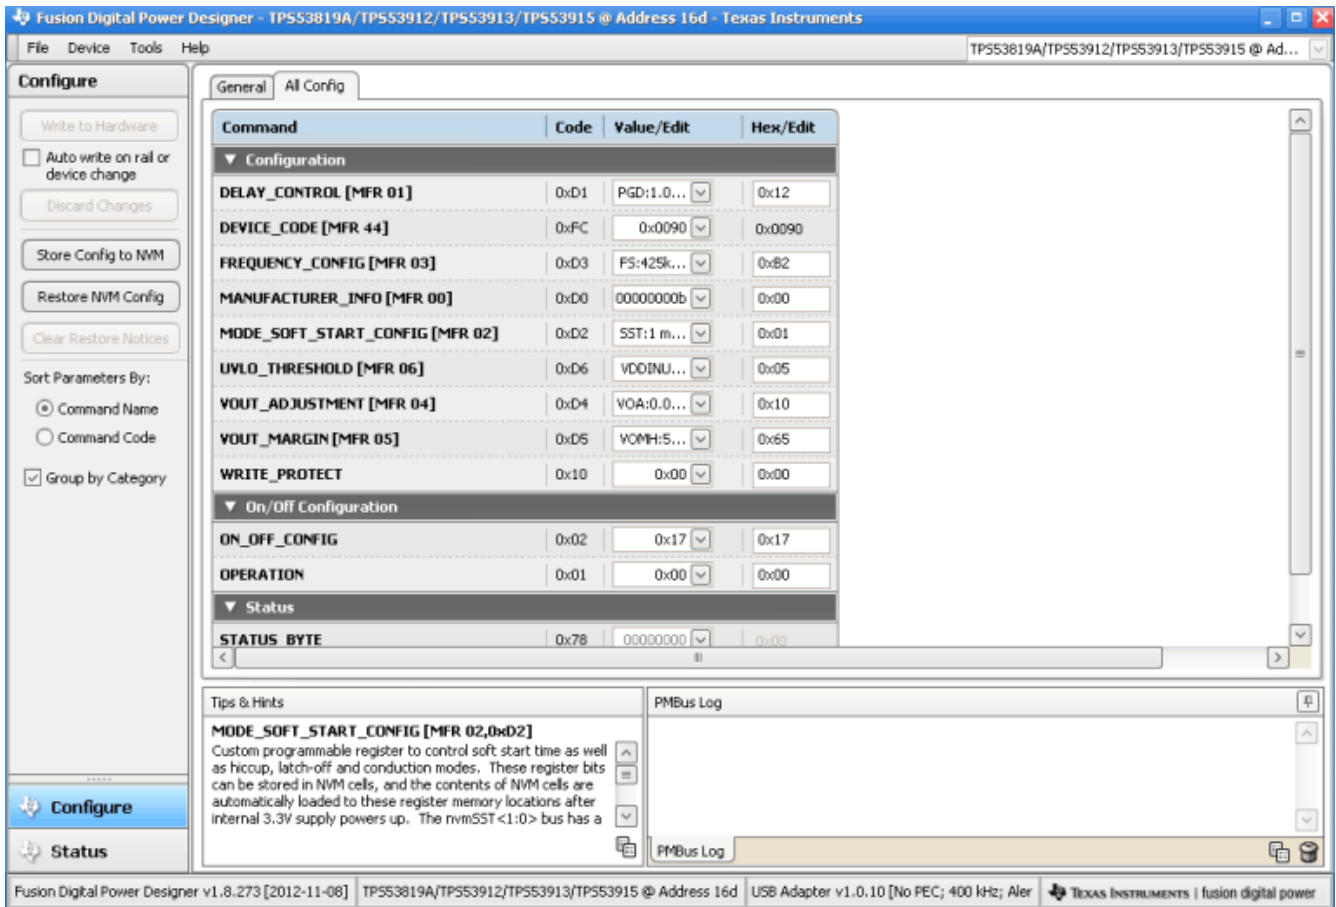 Fusion Digital Power Designer - TPS53819A/TPS53912/TPS53913/TPS53915 @ Address 16d - Texas Instruments
File Device Tools Help
TPS53819A/TPS53912/TPS53913/TPS53915 @ Ad...
Configure
Write to Hardware
Auto write on rail or
device change
Discard Changes
Store Config to NVM
Restore NVM Config
Clear Restore Notices
Sort Parameters By:
Command Name
Command Code
Group by Category
General All Config
Command Code Value/Edit Hex/Edit
Configuration
DELAY_CONTROL [MFR 01] 0xD1 PGD:1.0... 0x12
DEVICE_CODE [MFR 44] 0xFC 0x0090 0x0090
FREQUENCY_CONFIG [MFR 03] 0xD3 FS:425k... 0xB2
MANUFACTURER_INFO [MFR 00] 0xD0 00000000b 0x00
MODE_SOFT_START_CONFIG [MFR 02] 0xD2 SST:1 m... 0x01
UVLO_THRESHOLD [MFR 06] 0xD6 VDDINU... 0x05
VOUT_ADJUSTMENT [MFR 04] 0xD4 VOA:0.0... 0x10
VOUT_MARGIN [MFR 05] 0xD5 VOMH:5... 0x65
WRITE_PROTECT 0x10 0x00 0x00
On/Off Configuration
ON_OFF_CONFIG 0x02 0x17 0x17
OPERATION 0x01 0x00 0x00
Status
STATUS_BYTE 0x78 00000000 0x00
Tips & Hints
MODE_SOFT_START_CONFIG [MFR 02,0xD2]
Custom programmable register to control soft start time as well
as hiccup, latch-off and conduction modes. These register bits
can be stored in NVM cells, and the contents of NVM cells are
automatically loaded to these register memory locations after
internal 3.3V supply powers up. The nvmSST<1:0> bus has a
PMBus Log
PMBus Log
Configure
Status
Fusion Digital Power Designer v1.8.273 [2012-11-08] TPS53819A/TPS53912/TPS53913/TPS53915 @ Address 16d USB Adapter v1.0.10 [No PEC; 400 kHz; Aler TEXAS INSTRUMENTS | fusion digital power